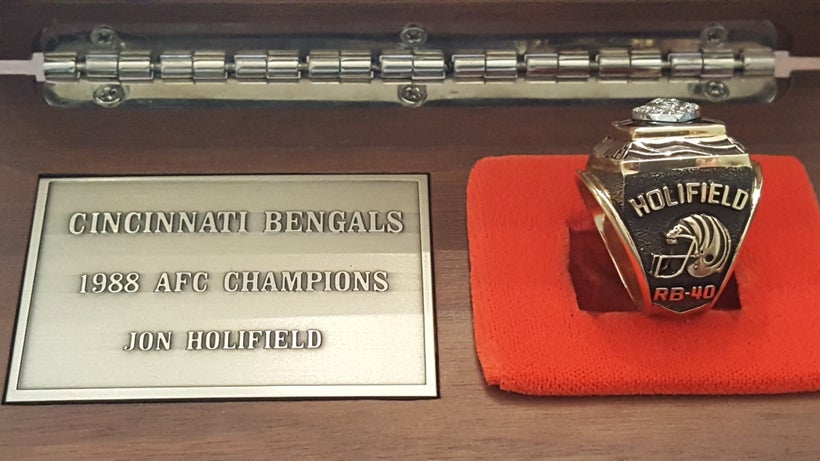 CINCINNATI BENGALS
1988 AFC CHAMPIONS
JON HOLIFIELD
HOLIFIELD
RB-40